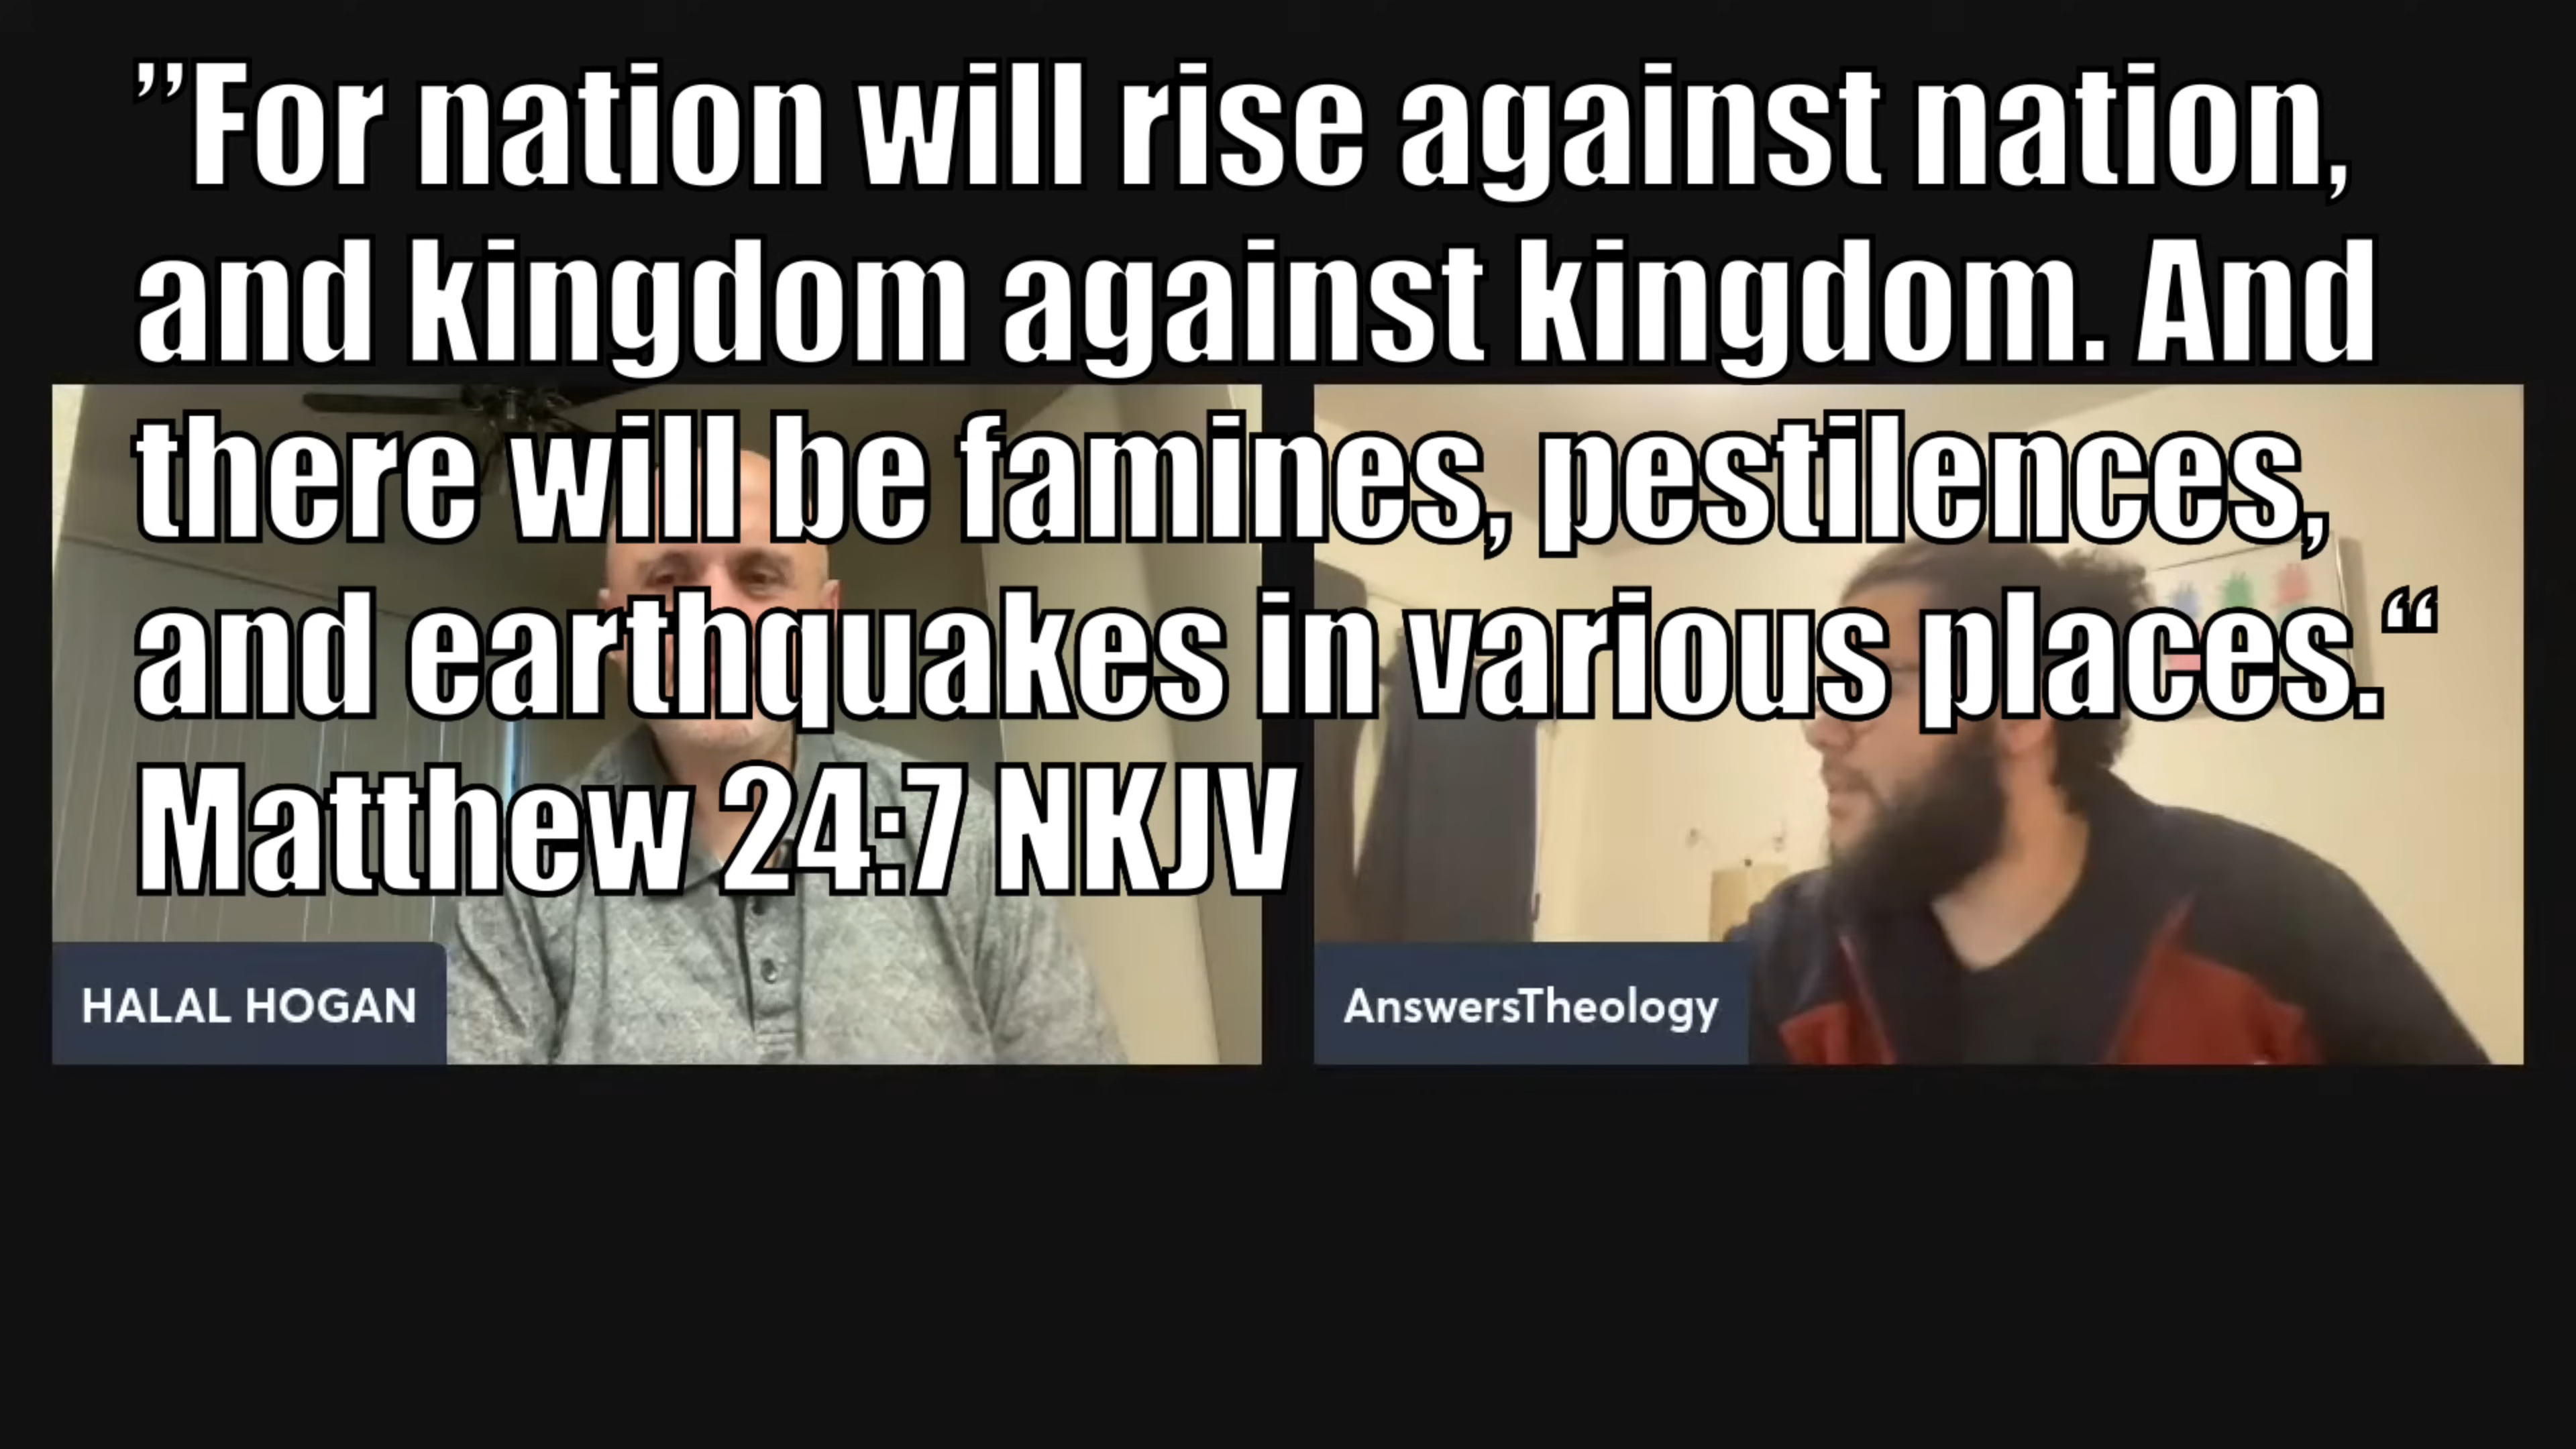 ”For nation will rise against nation,
and kingdom against kingdom. And
there will be famines, pestilences,
and earthquakes in various places.“
Matthew 24:7 NKJV
HALAL HOGAN
AnswersTheology